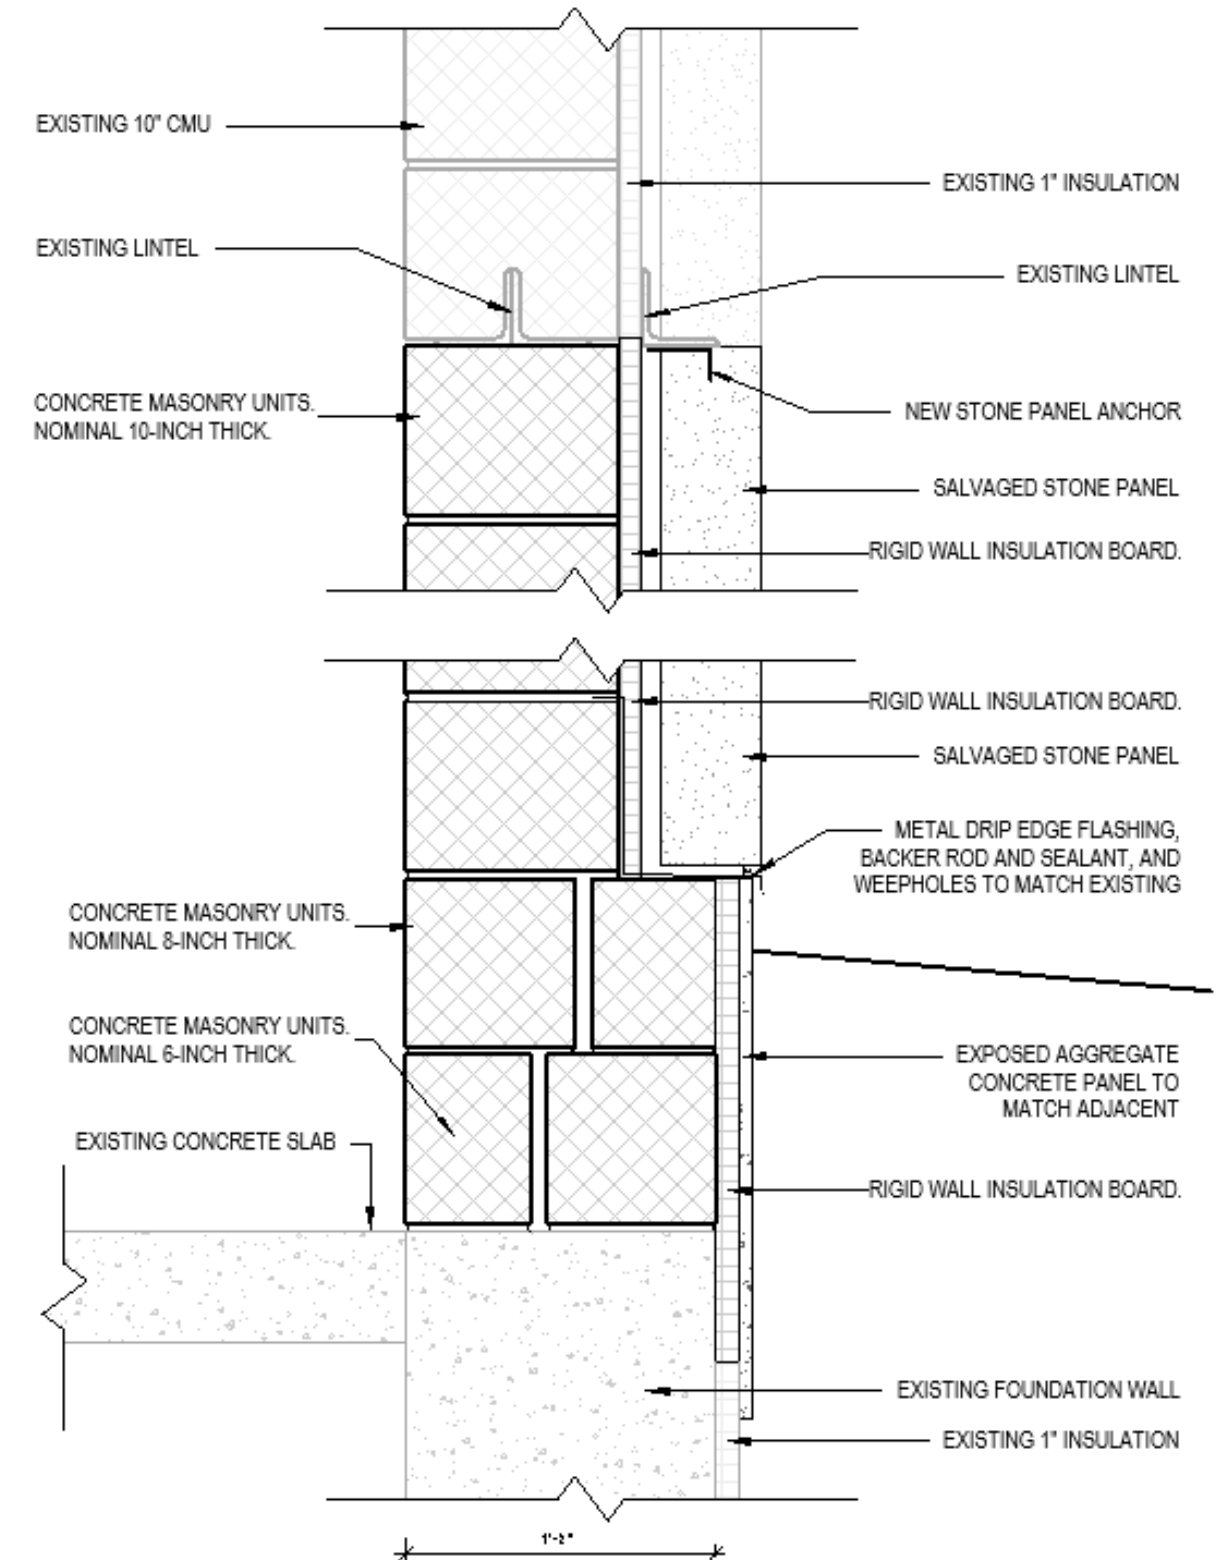 EXISTING 10" CMU
EXISTING 1" INSULATION
EXISTING LINTEL
EXISTING LINTEL
CONCRETE MASONRY UNITS.
NOMINAL 10-INCH THICK.
NEW STONE PANEL ANCHOR
SALVAGED STONE PANEL
RIGID WALL INSULATION BOARD.
RIGID WALL INSULATION BOARD.
SALVAGED STONE PANEL
METAL DRIP EDGE FLASHING,
BACKER ROD AND SEALANT, AND
WEEPHOLES TO MATCH EXISTING
CONCRETE MASONRY UNITS.
NOMINAL 8-INCH THICK.
CONCRETE MASONRY UNITS.
NOMINAL 6-INCH THICK.
EXPOSED AGGREGATE
CONCRETE PANEL TO
MATCH ADJACENT
EXISTING CONCRETE SLAB
RIGID WALL INSULATION BOARD.
EXISTING FOUNDATION WALL
EXISTING 1" INSULATION
1'-2"